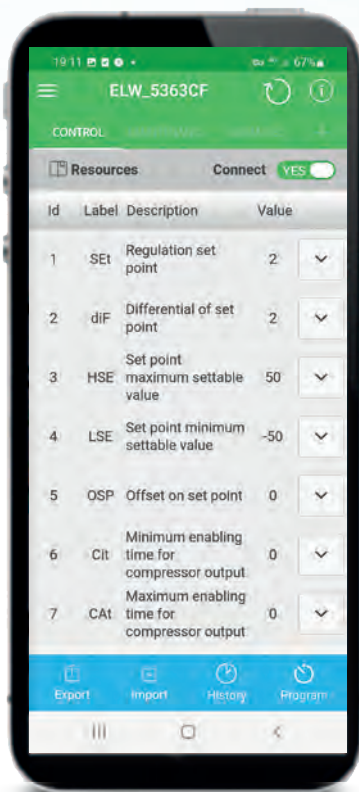 19:11 67%
ELW_5363CF
CONTROL
Resources Connect YES
Id Label Description Value
1 SEt Regulation set point 2
2 diF Differential of set point 2
3 HSE Set point maximum settable value 50
4 LSE Set point minimum settable value -50
5 OSP Offset on set point 0
6 Cit Minimum enabling time for compressor output 0
7 CAt Maximum enabling time for compressor output 0
Export Import History Program